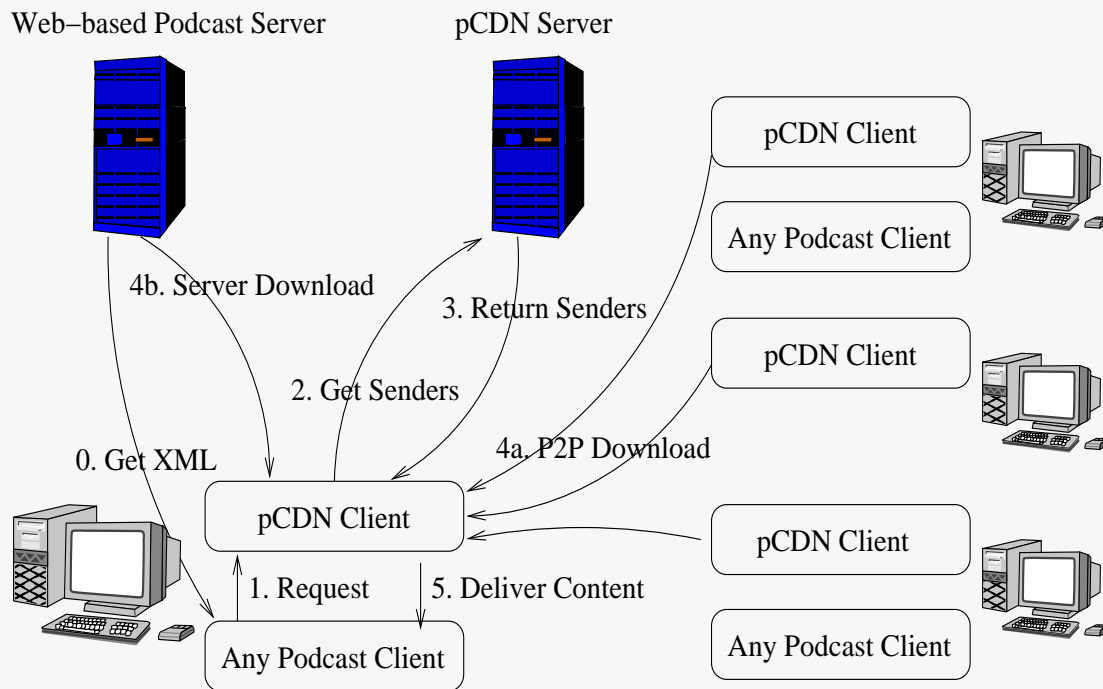 Web−based Podcast Server
pCDN Server
pCDN Client
Any Podcast Client
4b. Server Download
3. Return Senders
pCDN Client
2. Get Senders
4a. P2P Download
0. Get XML
pCDN Client
pCDN Client
1. Request
5. Deliver Content
Any Podcast Client
Any Podcast Client